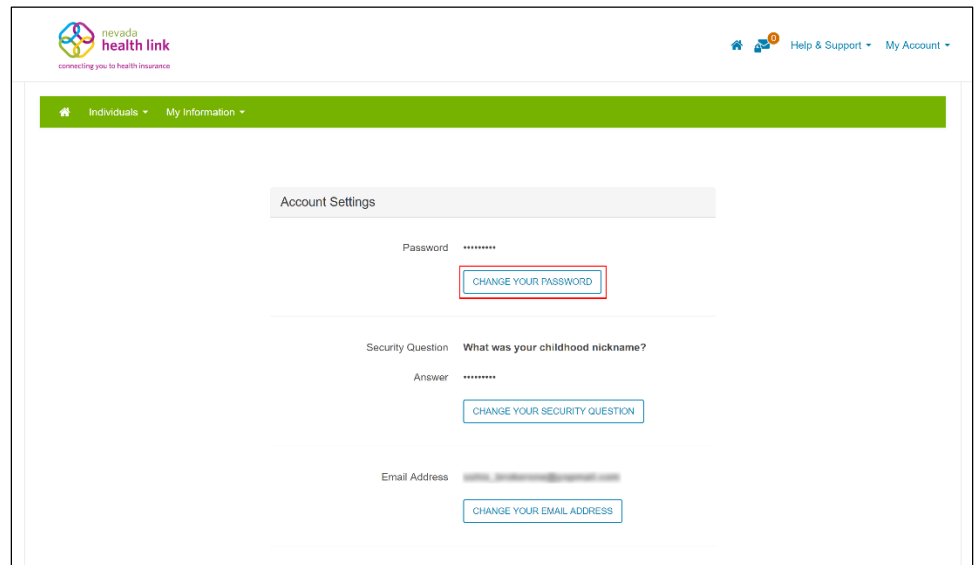 nevada
health link
connecting you to health insurance
0
Help & Support
My Account
Individuals
My Information
Account Settings
Password •••••••••
CHANGE YOUR PASSWORD
Security Question What was your childhood nickname?
Answer •••••••••
CHANGE YOUR SECURITY QUESTION
Email Address
CHANGE YOUR EMAIL ADDRESS